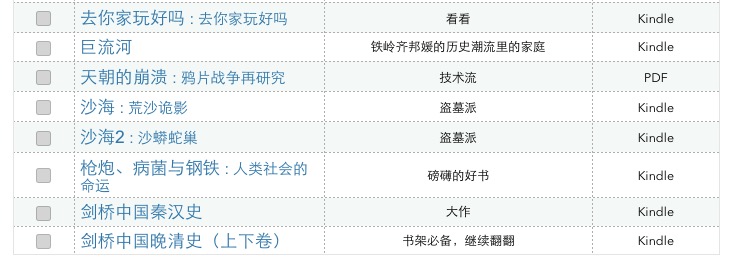 去你家玩好吗 : 去你家玩好吗 看看 Kindle
巨流河 铁岭齐邦媛的历史潮流里的家庭 Kindle
天朝的崩溃 : 鸦片战争再研究 技术流 PDF
沙海 : 荒沙诡影 盗墓派 Kindle
沙海2 : 沙蟒蛇巢 盗墓派 Kindle
枪炮、病菌与钢铁 : 人类社会的
命运 磅礴的好书 Kindle
剑桥中国秦汉史 大作 Kindle
剑桥中国晚清史（上下卷） 书架必备，继续翻翻 Kindle